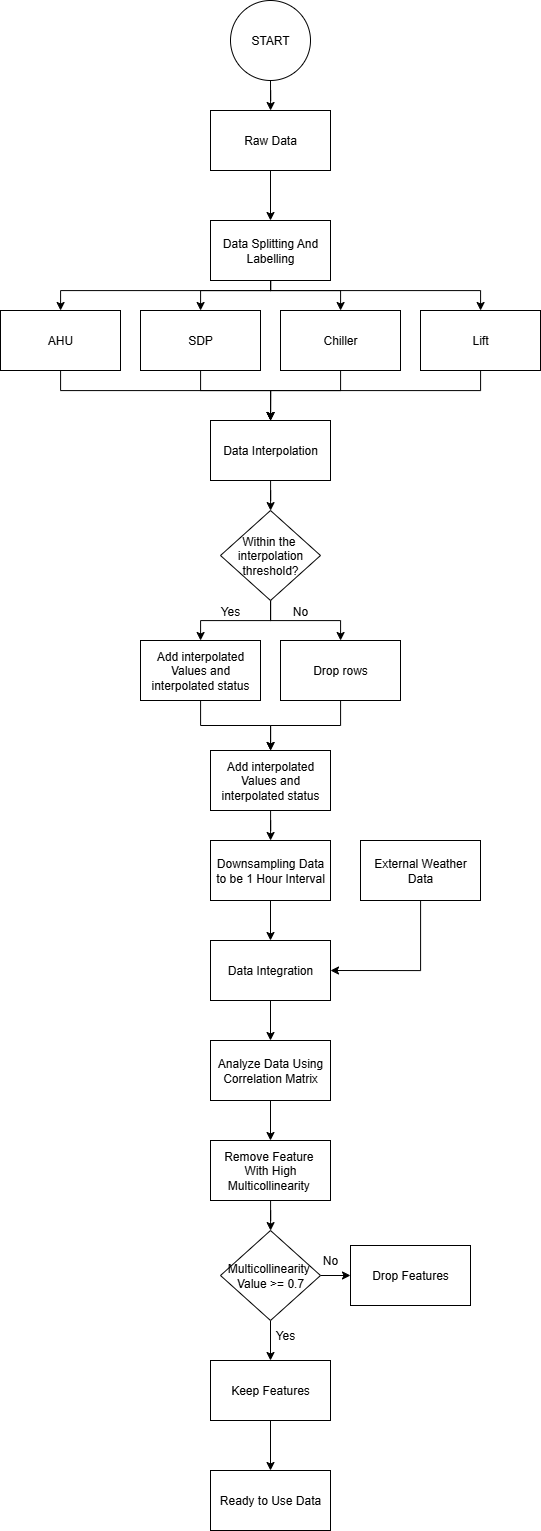 START
Raw Data
Data Splitting And
Labelling
AHU
SDP
Chiller
Lift
Data Interpolation
Within the
interpolation
threshold?
Yes
No
Add interpolated
Values and
interpolated status
Drop rows
Add interpolated
Values and
interpolated status
Downsampling Data
to be 1 Hour Interval
External Weather
Data
Data Integration
Analyze Data Using
Correlation Matrix
Remove Feature
With High
Multicollinearity
Multicollinearity
Value >= 0.7
No
Drop Features
Yes
Keep Features
Ready to Use Data